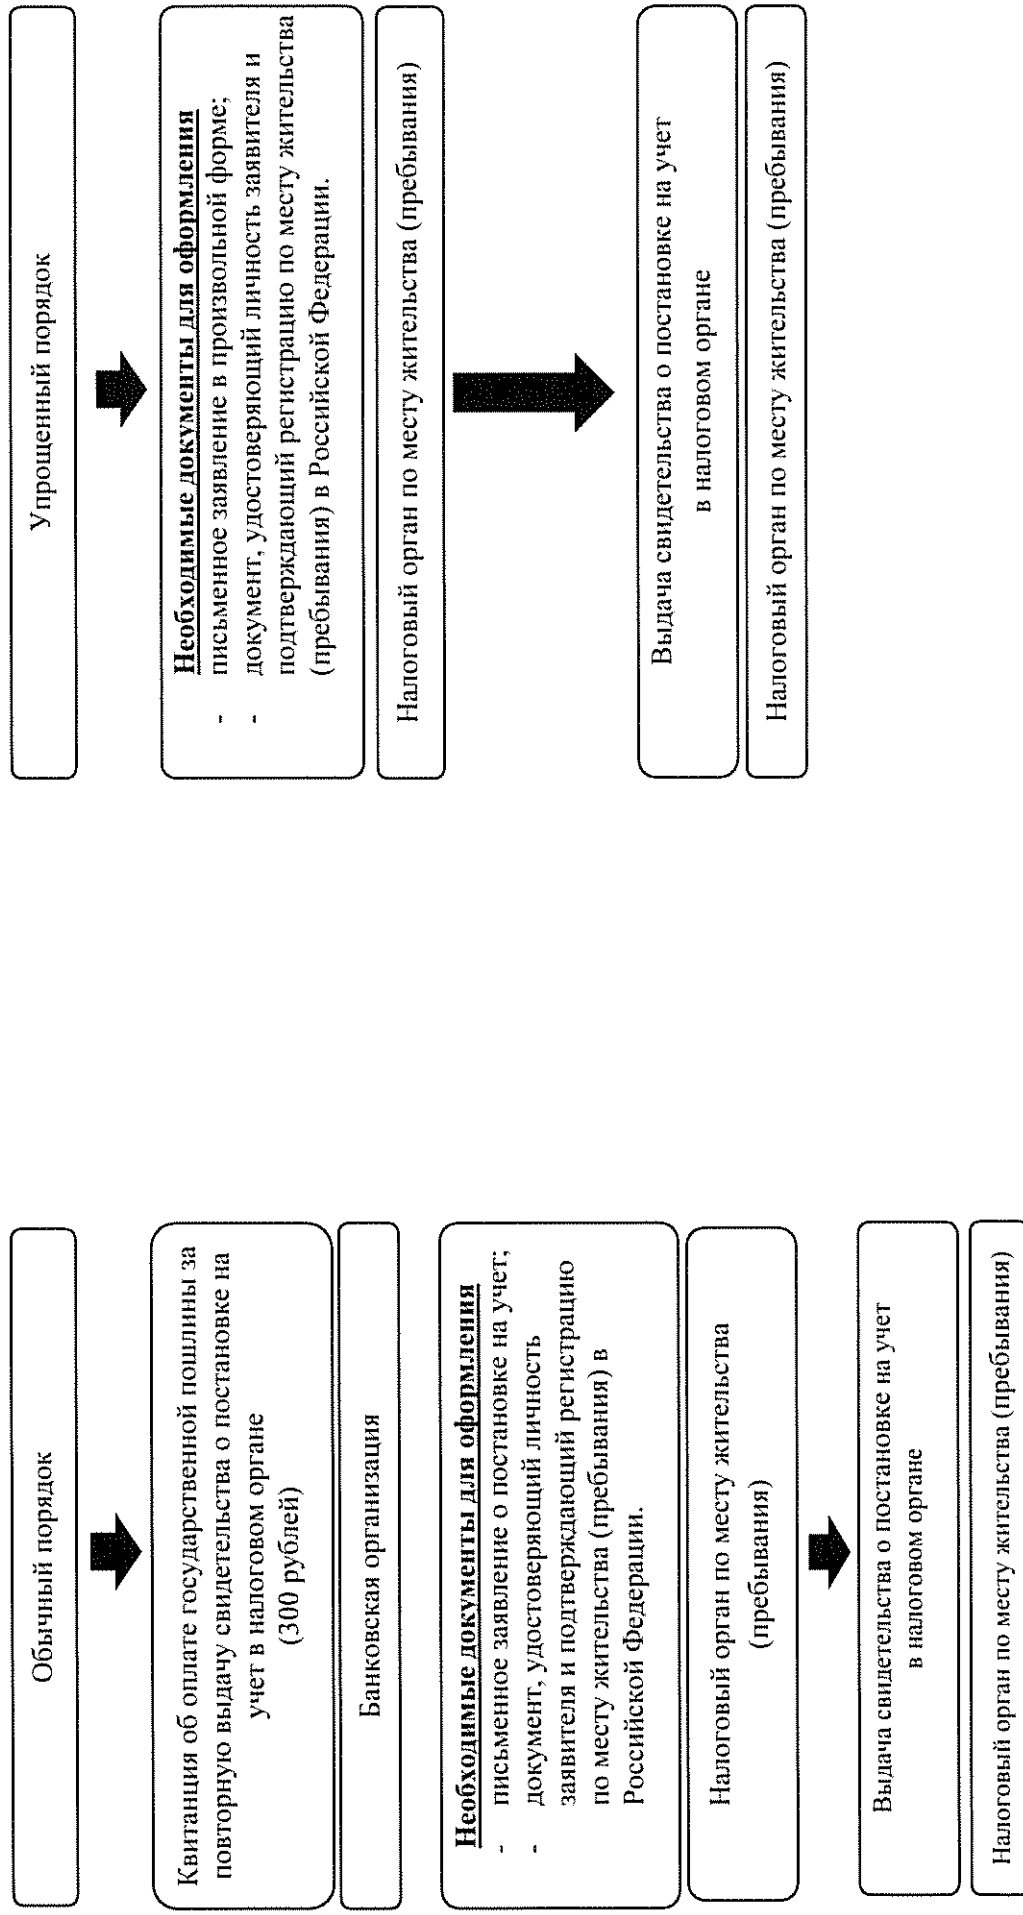 Обычный порядок
Квитанция об оплате государственной пошлины за
повторную выдачу свидетельства о постановке на
учет в налоговом органе
(300 рублей)
Банковская организация
Необходимые документы для оформления
- письменное заявление о постановке на учет;
- документ, удостоверяющий личность
заявителя и подтверждающий регистрацию
по месту жительства (пребывания) в
Российской Федерации.
Налоговый орган по месту жительства
(пребывания)
Выдача свидетельства о постановке на учет
в налоговом органе
Налоговый орган по месту жительства (пребывания)
Упрощенный порядок
Необходимые документы для оформления
- письменное заявление в произвольной форме;
- документ, удостоверяющий личность заявителя и
подтверждающий регистрацию по месту жительства
(пребывания) в Российской Федерации.
Налоговый орган по месту жительства (пребывания)
Выдача свидетельства о постановке на учет
в налоговом органе
Налоговый орган по месту жительства (пребывания)